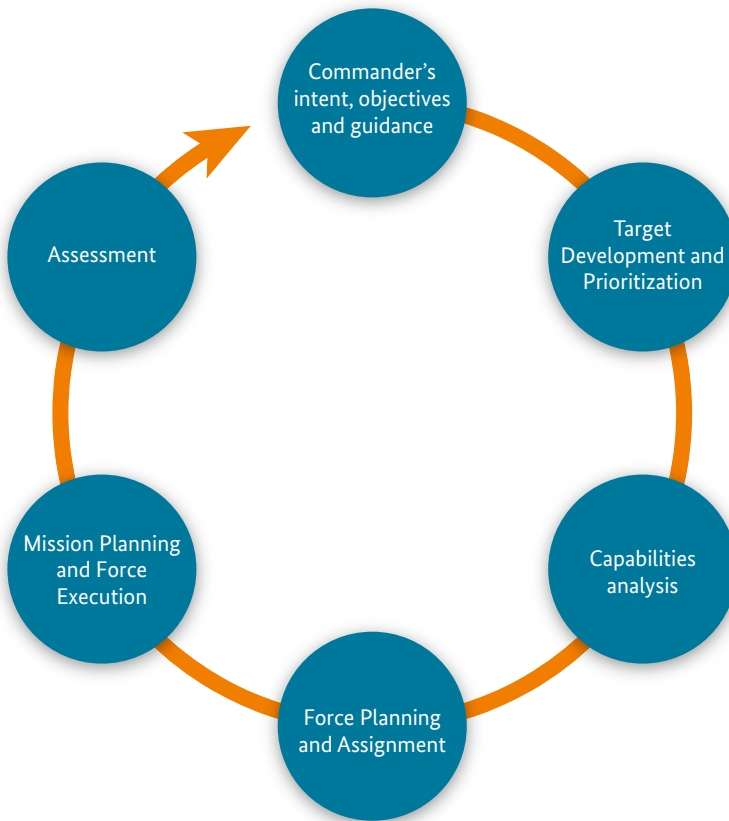 Commander’s
intent, objectives
and guidance
Target
Development and
Prioritization
Capabilities
analysis
Force Planning
and Assignment
Mission Planning
and Force
Execution
Assessment